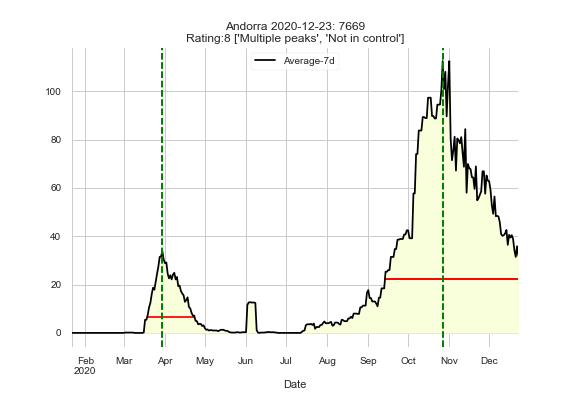 Andorra 2020-12-23: 7669
Rating:8 ['Multiple peaks', 'Not in control']
Average-7d
100
80
60
40
20
0
Feb Mar Apr May Jun Jul Aug Sep Oct Nov Dec
2020
Date